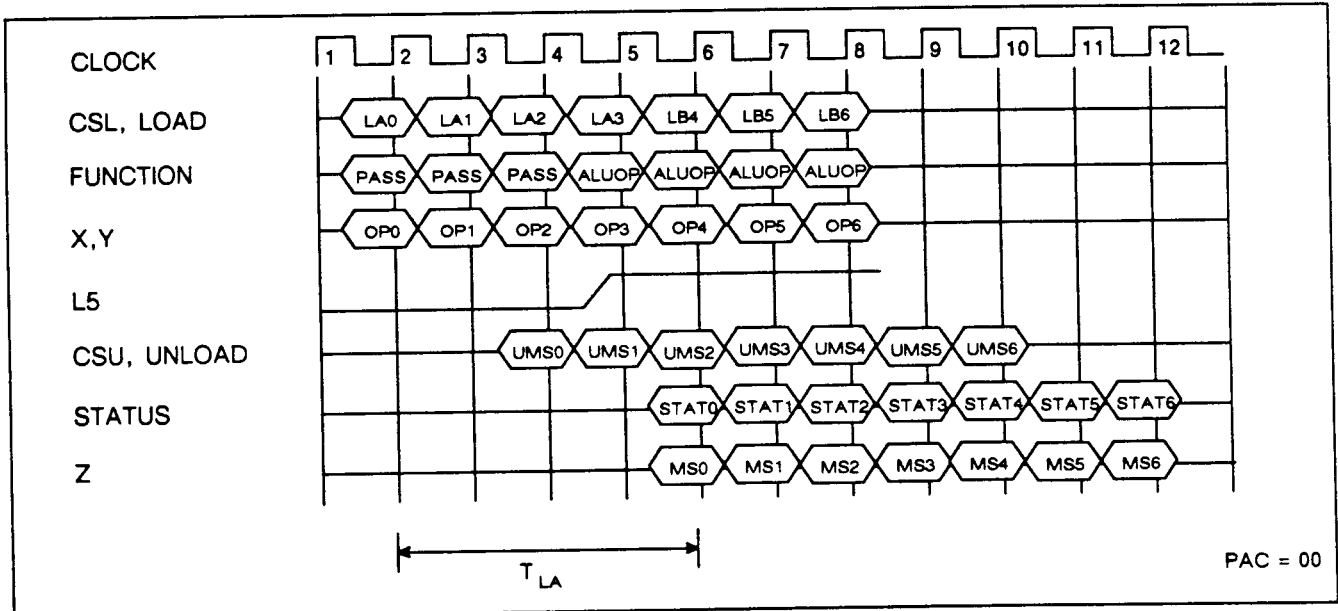 CLOCK 1 2 3 4 5 6 7 8 9 10 11 12
CSL, LOAD LA0 LA1 LA2 LA3 LB4 LB5 LB6
FUNCTION PASS PASS PASS ALUOP ALUOP ALUOP ALUOP
X,Y OP0 OP1 OP2 OP3 OP4 OP5 OP6
L5
CSU, UNLOAD UMS0 UMS1 UMS2 UMS3 UMS4 UMS5 UMS6
STATUS STAT0 STAT1 STAT2 STAT3 STAT4 STAT5 STAT6
Z MS0 MS1 MS2 MS3 MS4 MS5 MS6
T LA
PAC = 00